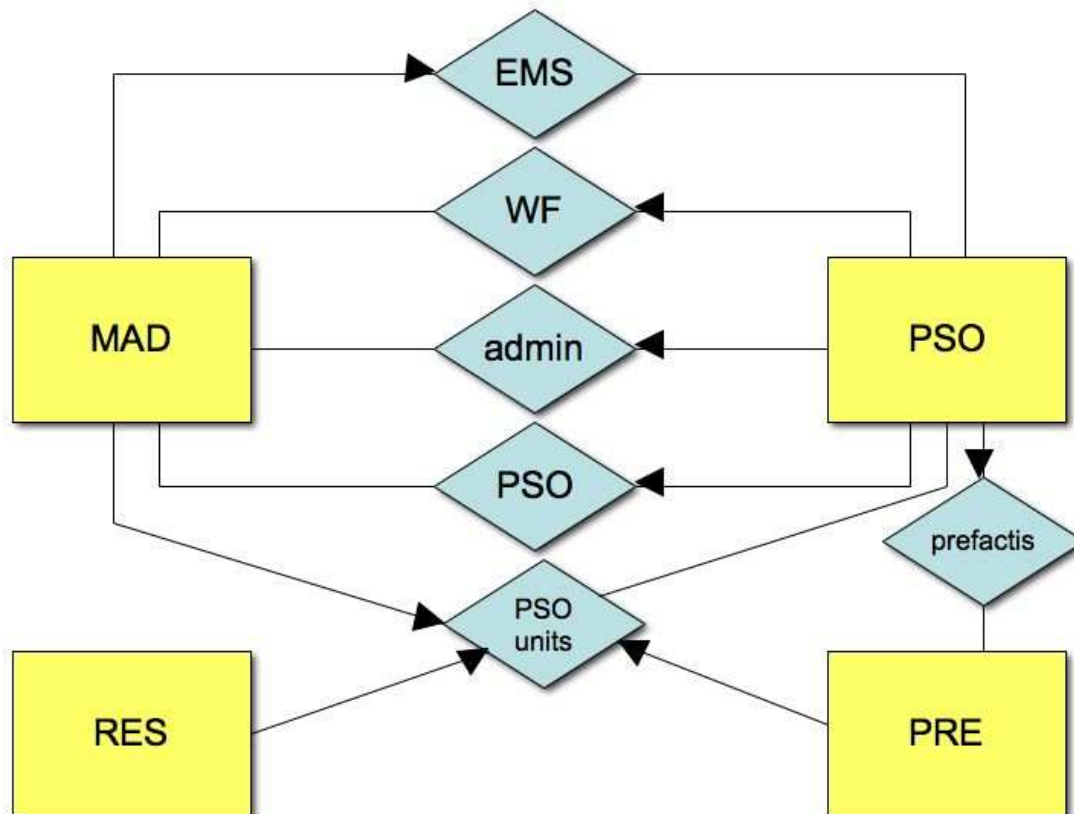 EMS
WF
MAD
admin
PSO
PSO
prefactis
PSO
units
RES
PRE